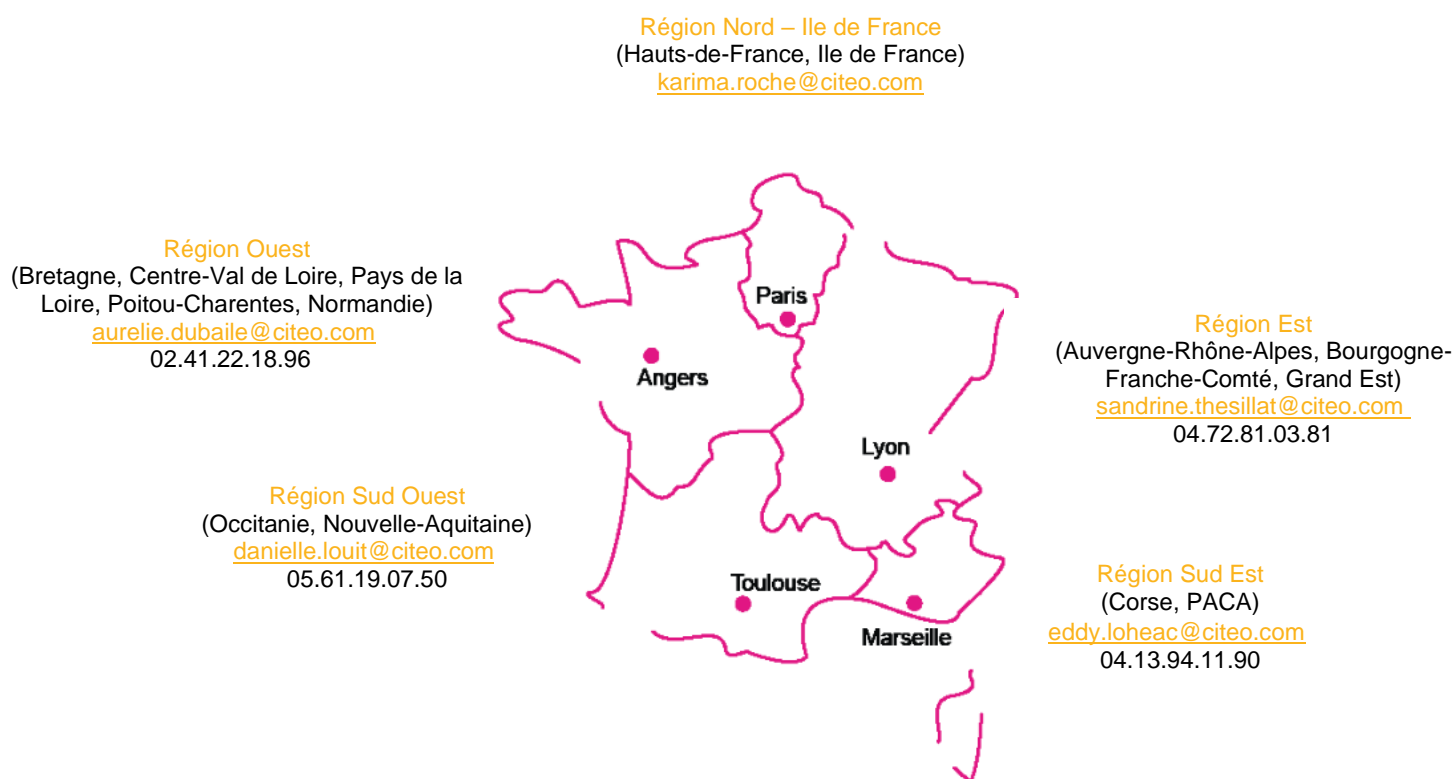 Région Nord – Ile de France
(Hauts-de-France, Ile de France)
karima.roche@citeo.com
Région Ouest
(Bretagne, Centre-Val de Loire, Pays de la
Loire, Poitou-Charentes, Normandie)
aurelie.dubaile@citeo.com
02.41.22.18.96
Paris
Angers
Région Est
(Auvergne-Rhône-Alpes, Bourgogne-
Franche-Comté, Grand Est)
sandrine.thesillat@citeo.com
04.72.81.03.81
Lyon
Région Sud Ouest
(Occitanie, Nouvelle-Aquitaine)
danielle.louit@citeo.com
05.61.19.07.50
Toulouse
Marseille
Région Sud Est
(Corse, PACA)
eddy.loheac@citeo.com
04.13.94.11.90